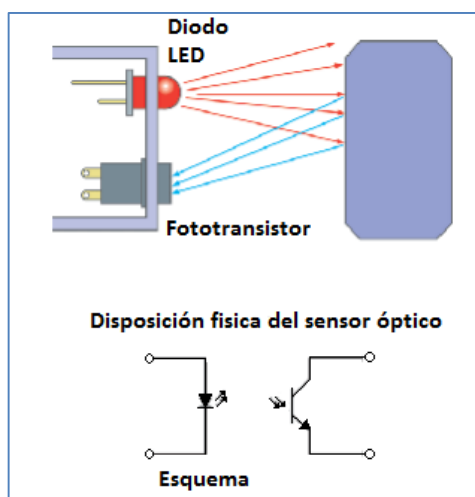 Diodo
LED
Fototransistor
Disposición fisica del sensor óptico
Esquema